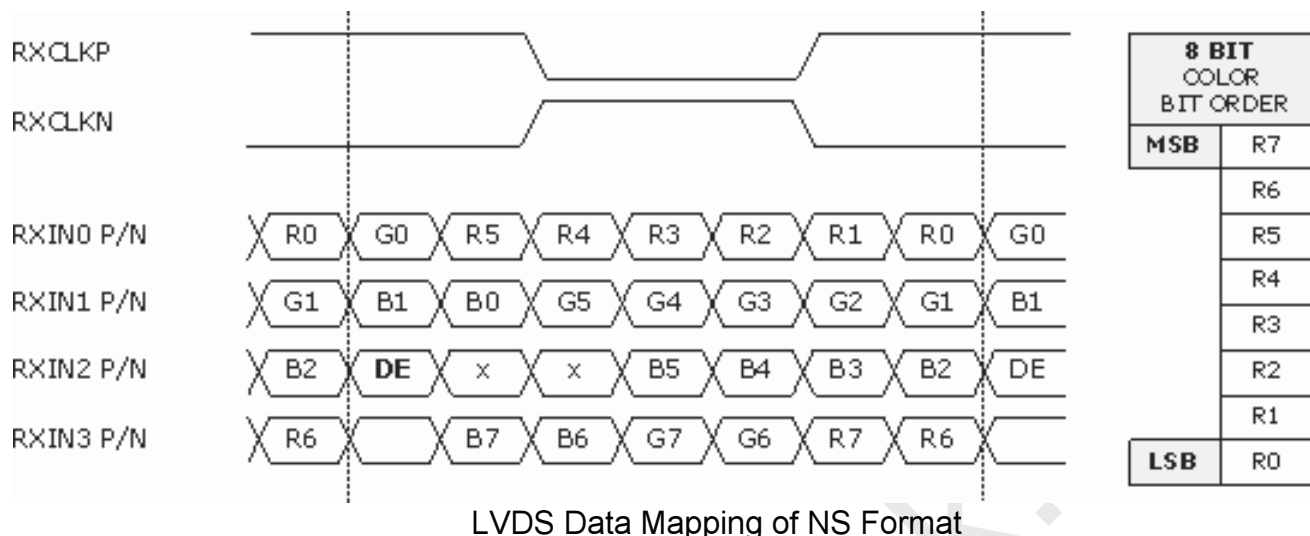 RXCLKP
RXCLKN
RXIN0 P/N R0 G0 R5 R4 R3 R2 R1 R0 G0
RXIN1 P/N G1 B1 B0 G5 G4 G3 G2 G1 B1
RXIN2 P/N B2 DE x x B5 B4 B3 B2 DE
RXIN3 P/N R6 B7 B6 G7 G6 R7 R6
8 BIT
COLOR
BIT ORDER
MSB R7
R6
R5
R4
R3
R2
R1
LSB R0
LVDS Data Mapping of NS Format